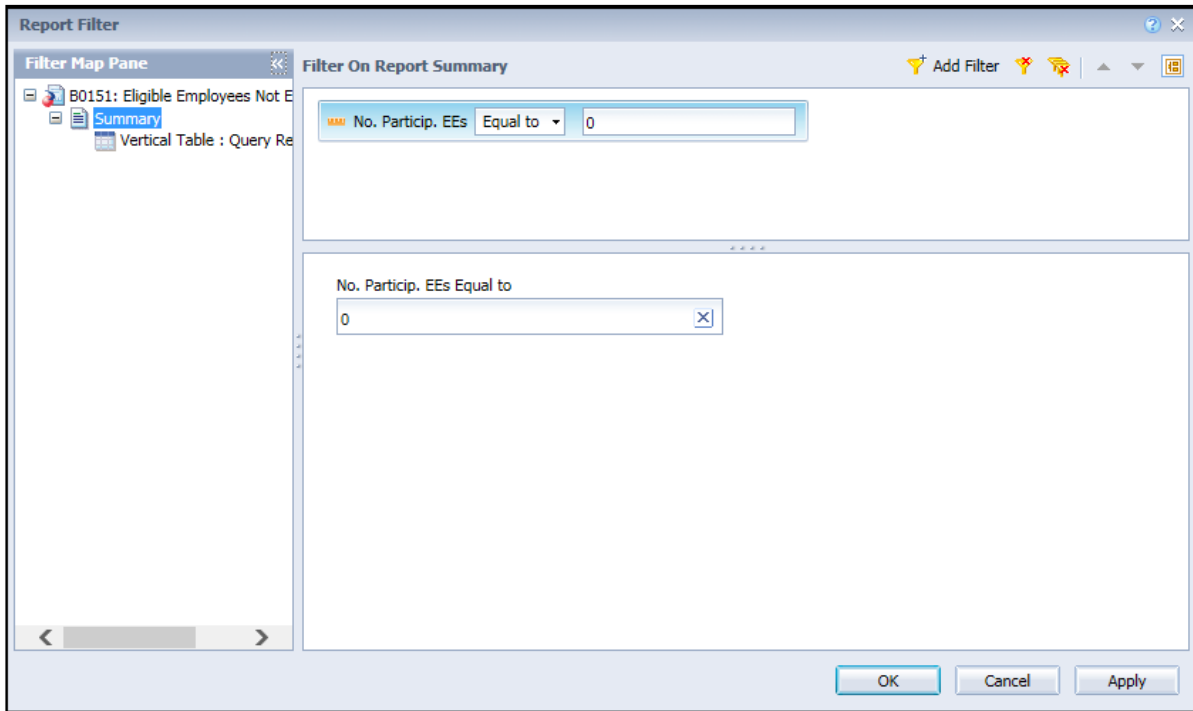 Report Filter
Filter Map Pane
B0151: Eligible Employees Not E
Summary
Vertical Table : Query Re
Filter On Report Summary
Add Filter
No. Particip. EEs Equal to 0
No. Particip. EEs Equal to
0
OK Cancel Apply